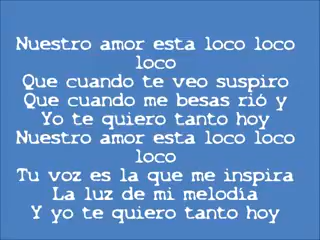 Nuestro amor esta loco loco
loco
Que cuando te veo suspiro
Que cuando me besas rió y
Yo te quiero tanto hoy
Nuestro amor esta loco loco
loco
Tu voz es la que me inspira
La luz de mi melodía
Y yo te quiero tanto hoy